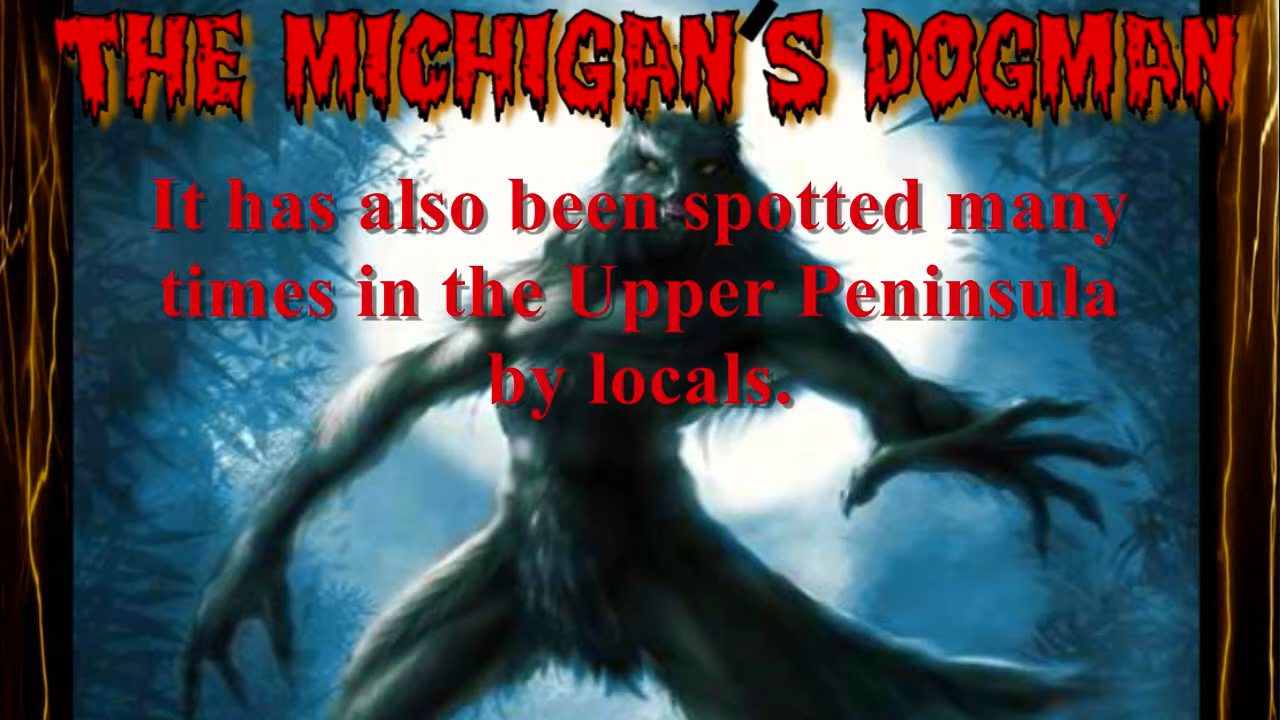 THE MICHIGAN'S DOGMAN
It has also been spotted many
times in the Upper Peninsula
by locals.